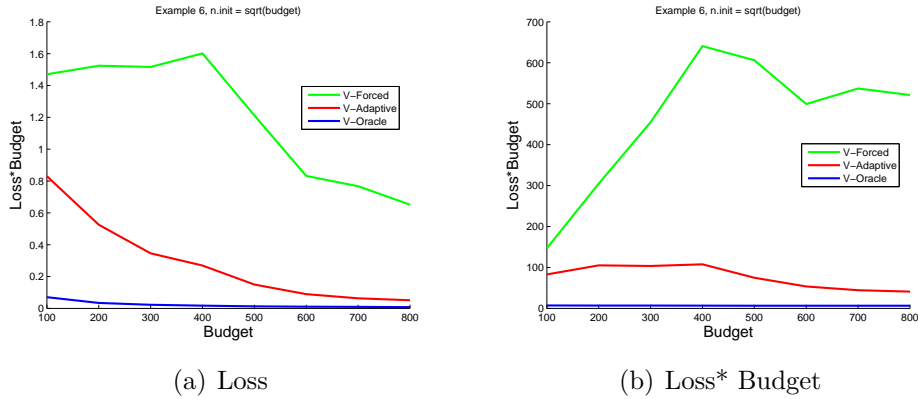 Example 6, n.init = sqrt(budget)
1.8
1.6
1.4
1.2
1
0.8
0.6
0.4
0.2
0
Loss*Budget
V-Forced
V-Adaptive
V-Oracle
100 200 300 400 500 600 700 800
Budget
(a) Loss
Example 6, n.init = sqrt(budget)
700
600
500
400
300
200
100
0
Loss*Budget
V-Forced
V-Adaptive
V-Oracle
100 200 300 400 500 600 700 800
Budget
(b) Loss* Budget